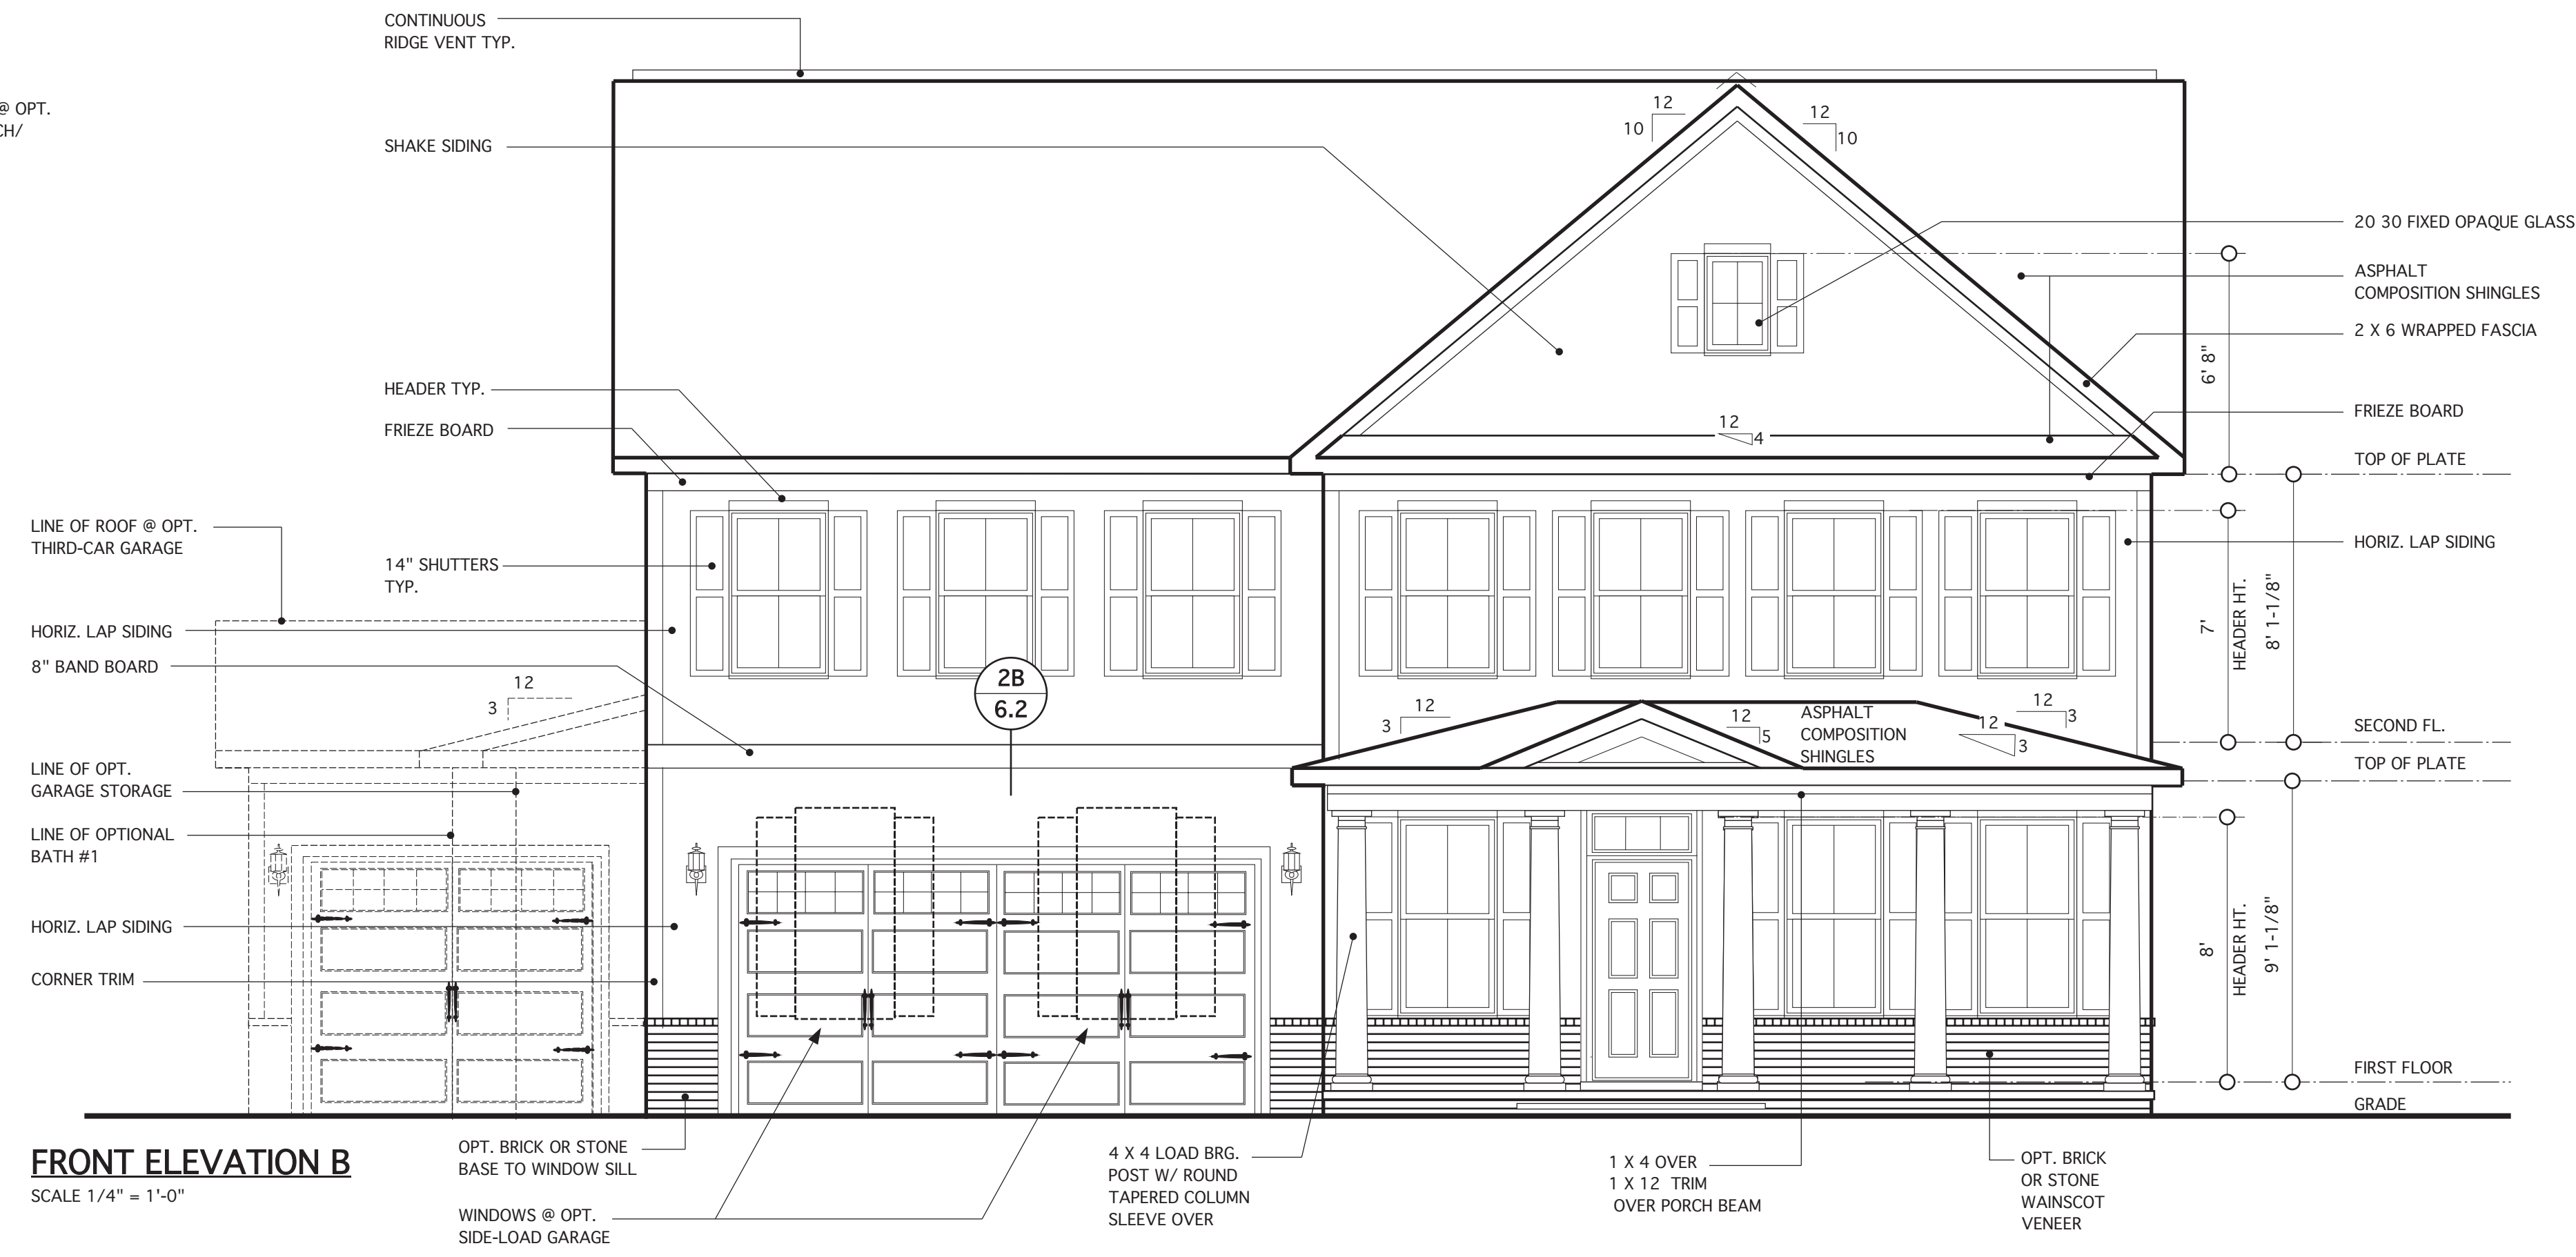 CONTINUOUS
RIDGE VENT TYP.
@ OPT.
CH/
SHAKE SIDING
12
10
12
10
20 30 FIXED OPAQUE GLASS
ASPHALT
COMPOSITION SHINGLES
2 X 6 WRAPPED FASCIA
6' 8"
HEADER TYP.
FRIEZE BOARD
12
4
FRIEZE BOARD
TOP OF PLATE
LINE OF ROOF @ OPT.
THIRD-CAR GARAGE
14" SHUTTERS
TYP.
HORIZ. LAP SIDING
HORIZ. LAP SIDING
8" BAND BOARD
7'
HEADER HT.
8' 1-1/8"
2B
6.2
12
3
12
3
12
5
ASPHALT
COMPOSITION
SHINGLES
12
3
12
3
SECOND FL.
TOP OF PLATE
LINE OF OPT.
GARAGE STORAGE
LINE OF OPTIONAL
BATH #1
HORIZ. LAP SIDING
CORNER TRIM
8'
HEADER HT.
9' 1-1/8"
FIRST FLOOR
GRADE
FRONT ELEVATION B
SCALE 1/4" = 1'-0"
OPT. BRICK OR STONE
BASE TO WINDOW SILL
WINDOWS @ OPT.
SIDE-LOAD GARAGE
4 X 4 LOAD BRG.
POST W/ ROUND
TAPERED COLUMN
SLEEVE OVER
1 X 4 OVER
1 X 12 TRIM
OVER PORCH BEAM
OPT. BRICK
OR STONE
WAINSCOT
VENEER